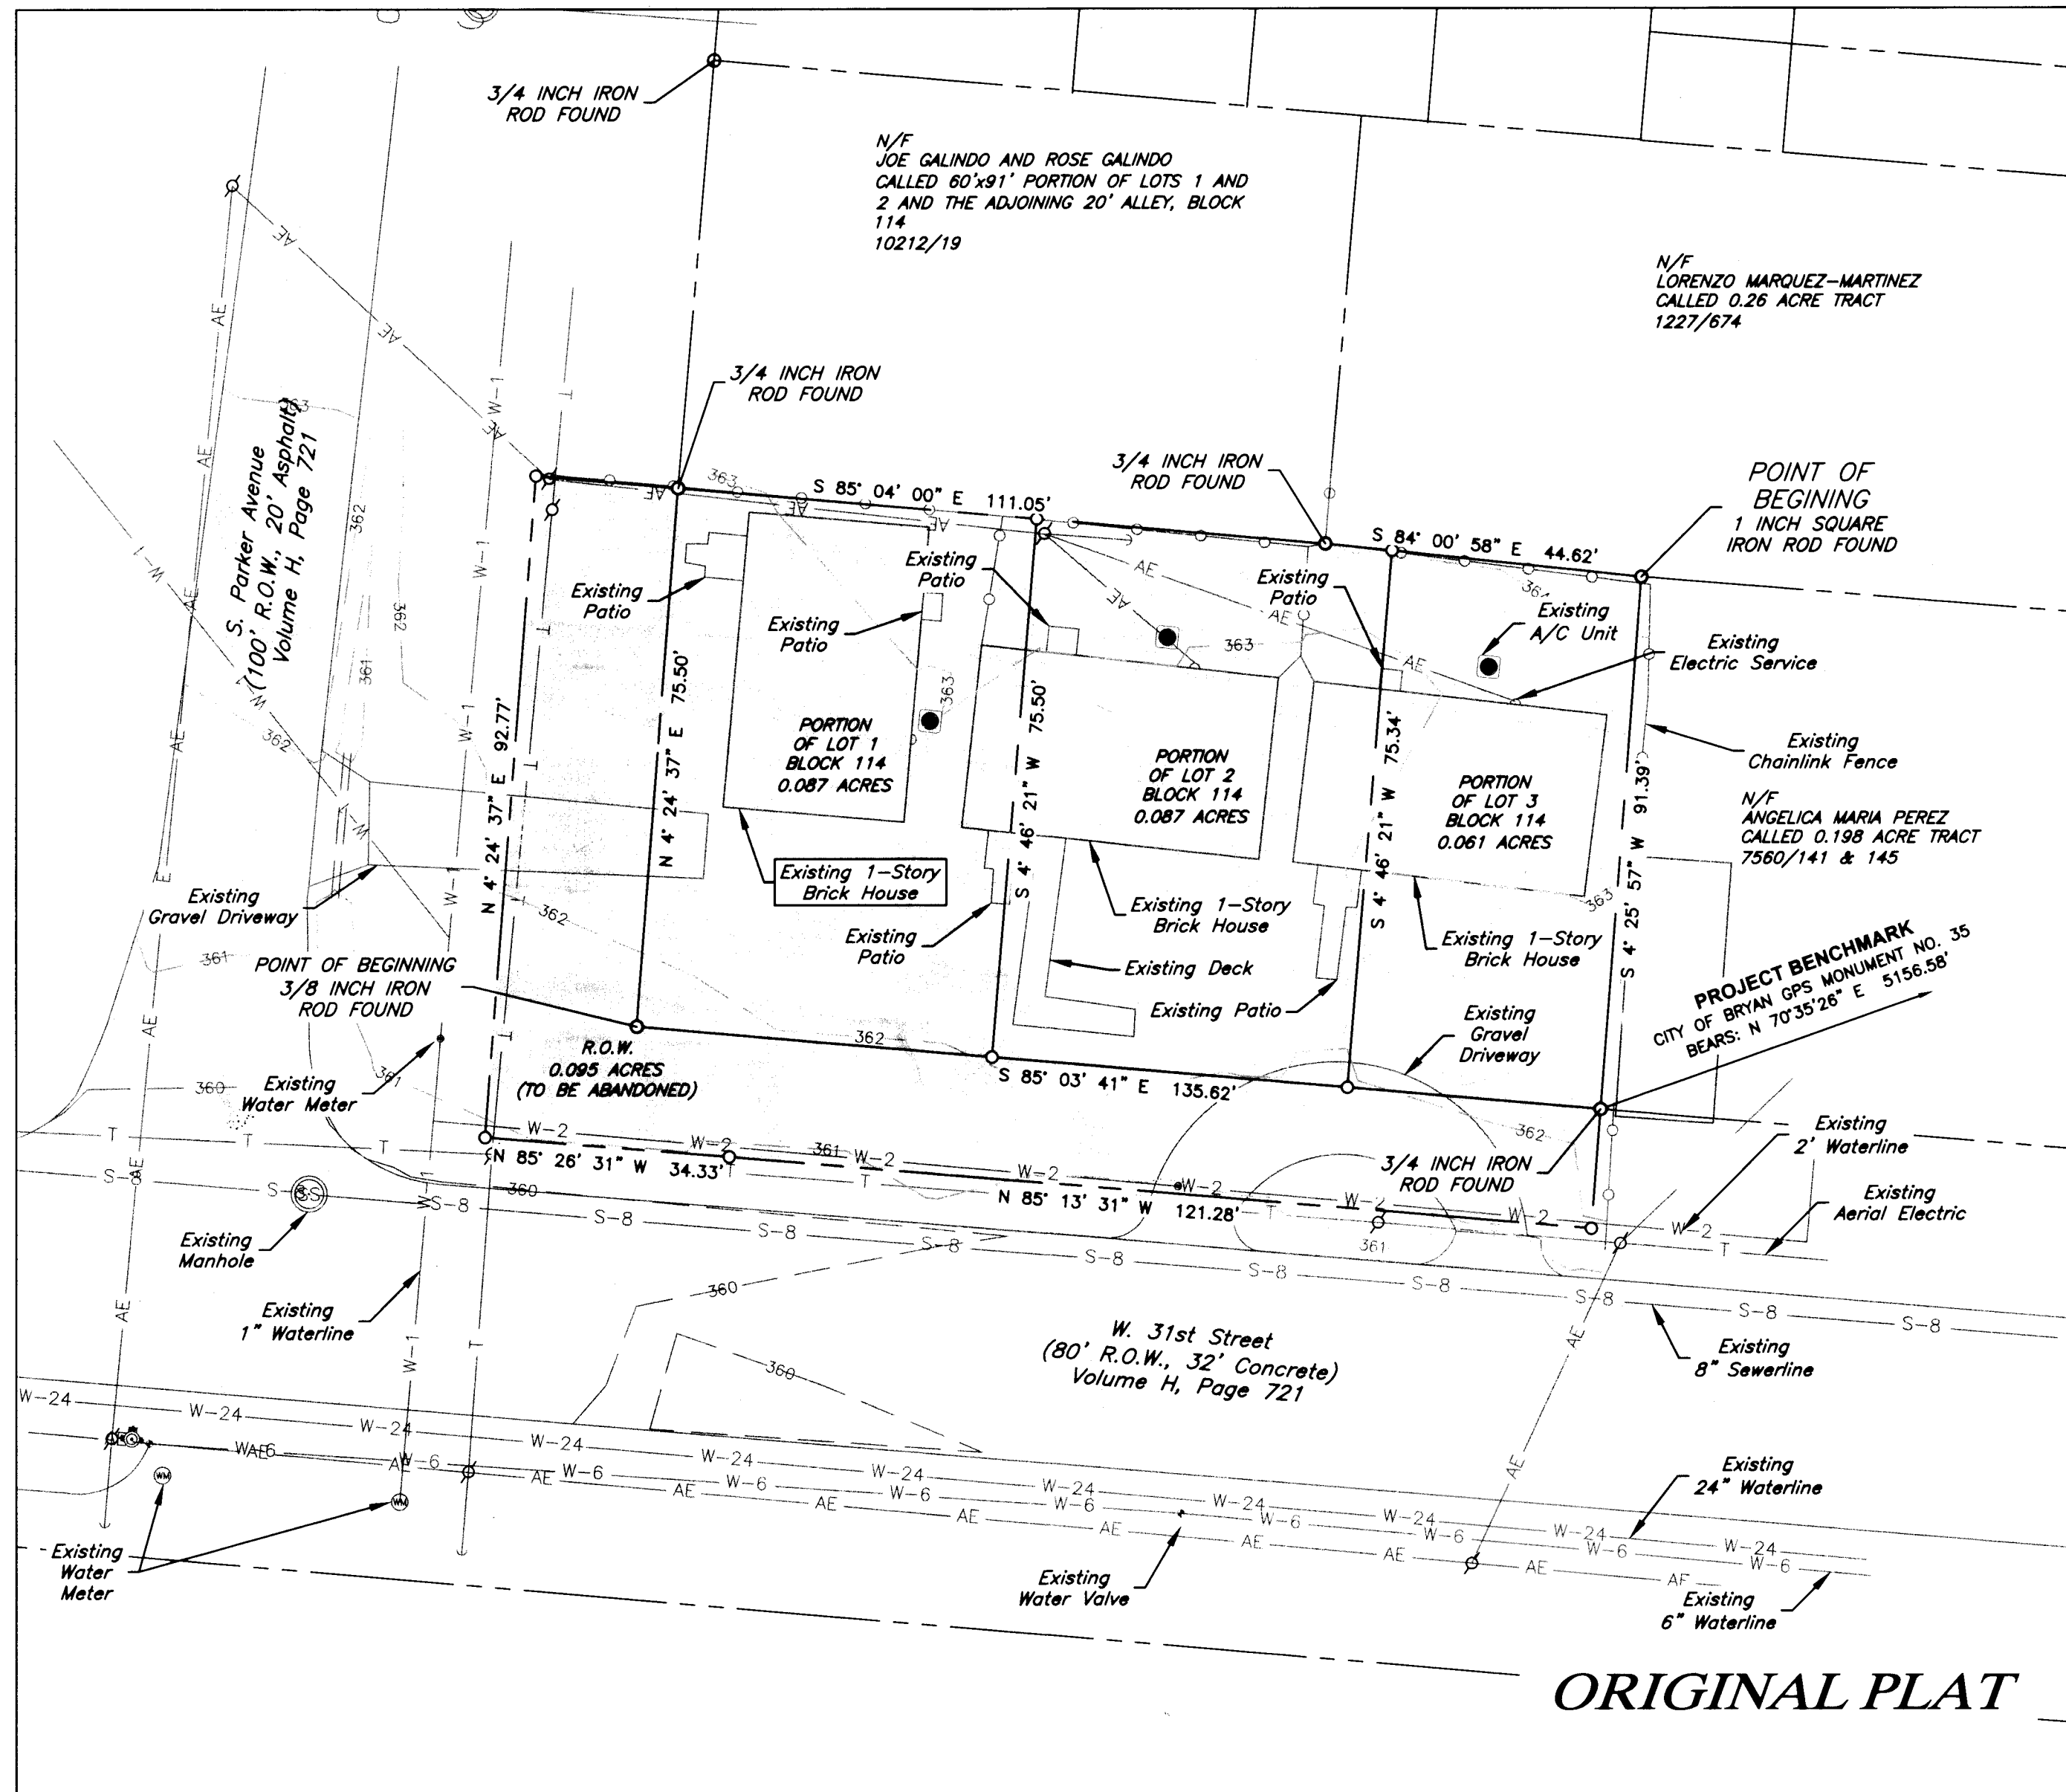 3/4 INCH IRON
ROD FOUND
N/F
JOE GALINDO AND ROSE GALINDO
CALLED 60'x91' PORTION OF LOTS 1 AND
2 AND THE ADJOINING 20' ALLEY, BLOCK
114
10212/19
N/F
LORENZO MARQUEZ-MARTINEZ
CALLED 0.26 ACRE TRACT
1227/674
3/4 INCH IRON
ROD FOUND
S. Parker Avenue
(100' R.O.W., 20' Asphalt)
Volume H, Page 721
3/4 INCH IRON
ROD FOUND
POINT OF
BEGINING
1 INCH SQUARE
IRON ROD FOUND
S 85° 04' 00" E 111.05'
S 84° 00' 58" E 44.62'
Existing
Patio
Existing
Patio
Existing
Patio
Existing
Patio
Existing
A/C Unit
Existing
Electric Service
N 4° 24' 37" E 92.77'
N 4° 24' 37" E 75.50'
S 4° 46' 21" W 75.50'
S 4° 46' 21" W 75.34'
S 4° 25' 57" W 91.39'
PORTION
OF LOT 1
BLOCK 114
0.087 ACRES
PORTION
OF LOT 2
BLOCK 114
0.087 ACRES
PORTION
OF LOT 3
BLOCK 114
0.061 ACRES
Existing
Chainlink Fence
N/F
ANGELICA MARIA PEREZ
CALLED 0.198 ACRE TRACT
7560/141 & 145
Existing
Gravel Driveway
Existing 1-Story
Brick House
Existing 1-Story
Brick House
Existing 1-Story
Brick House
Existing
Patio
Existing Deck
Existing Patio
Existing
Gravel
Driveway
PROJECT BENCHMARK
CITY OF BRYAN GPS MONUMENT NO. 35
BEARS: N 70°35'26" E 5156.58'
POINT OF BEGINNING
3/8 INCH IRON
ROD FOUND
R.O.W.
0.095 ACRES
(TO BE ABANDONED)
Existing
Water Meter
S 85° 03' 41" E 135.62'
N 85° 26' 31" W 34.33'
N 85° 13' 31" W 121.28'
3/4 INCH IRON
ROD FOUND
Existing
2' Waterline
Existing
Aerial Electric
Existing
Manhole
Existing
1" Waterline
W. 31st Street
(80' R.O.W., 32' Concrete)
Volume H, Page 721
Existing
8" Sewerline
Existing
24" Waterline
Existing
Water
Meter
Existing
Water Valve
Existing
6" Waterline
ORIGINAL PLAT